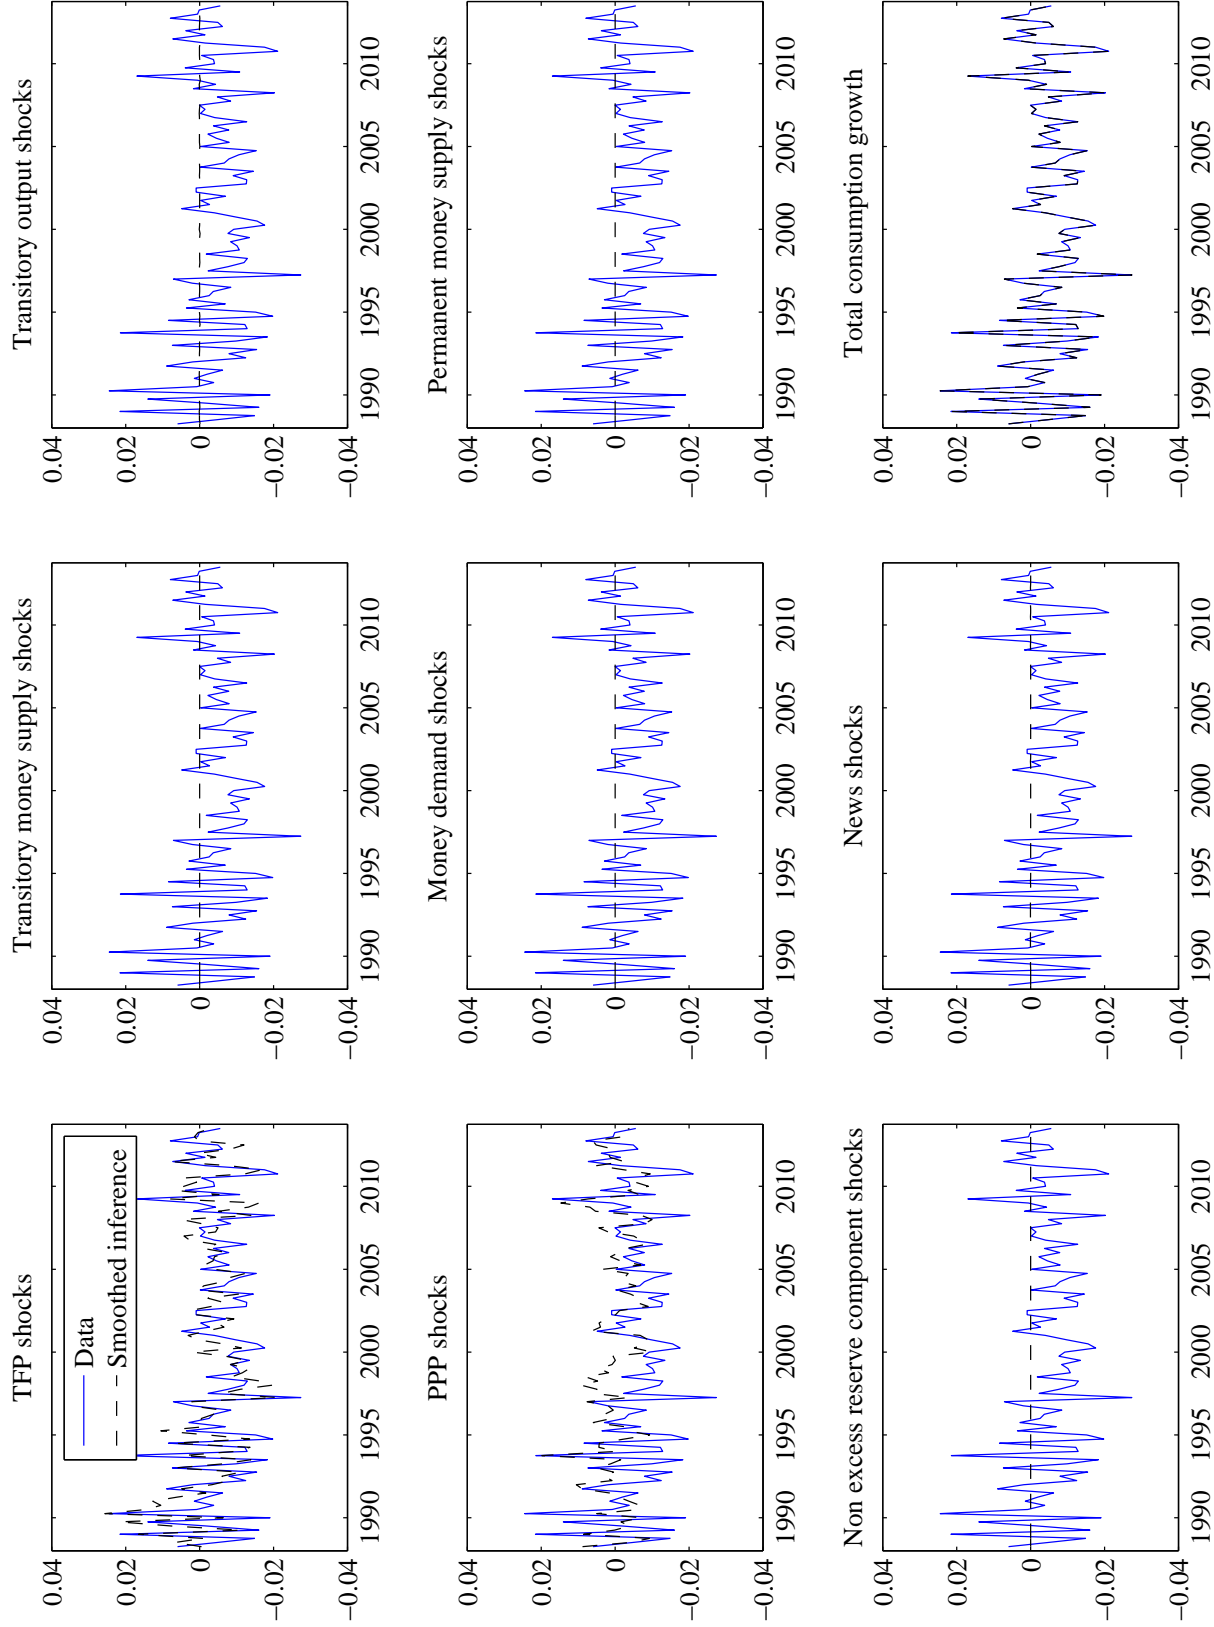 TFP shocks
0.04
0.02
0
−0.02
−0.04
1990 1995 2000 2005 2010
Data
Smoothed inference
Transitory money supply shocks
0.04
0.02
0
−0.02
−0.04
1990 1995 2000 2005 2010
Transitory output shocks
0.04
0.02
0
−0.02
−0.04
1990 1995 2000 2005 2010
PPP shocks
0.04
0.02
0
−0.02
−0.04
1990 1995 2000 2005 2010
Money demand shocks
0.04
0.02
0
−0.02
−0.04
1990 1995 2000 2005 2010
Permanent money supply shocks
0.04
0.02
0
−0.02
−0.04
1990 1995 2000 2005 2010
Non excess reserve component shocks
0.04
0.02
0
−0.02
−0.04
1990 1995 2000 2005 2010
News shocks
0.04
0.02
0
−0.02
−0.04
1990 1995 2000 2005 2010
Total consumption growth
0.04
0.02
0
−0.02
−0.04
1990 1995 2000 2005 2010